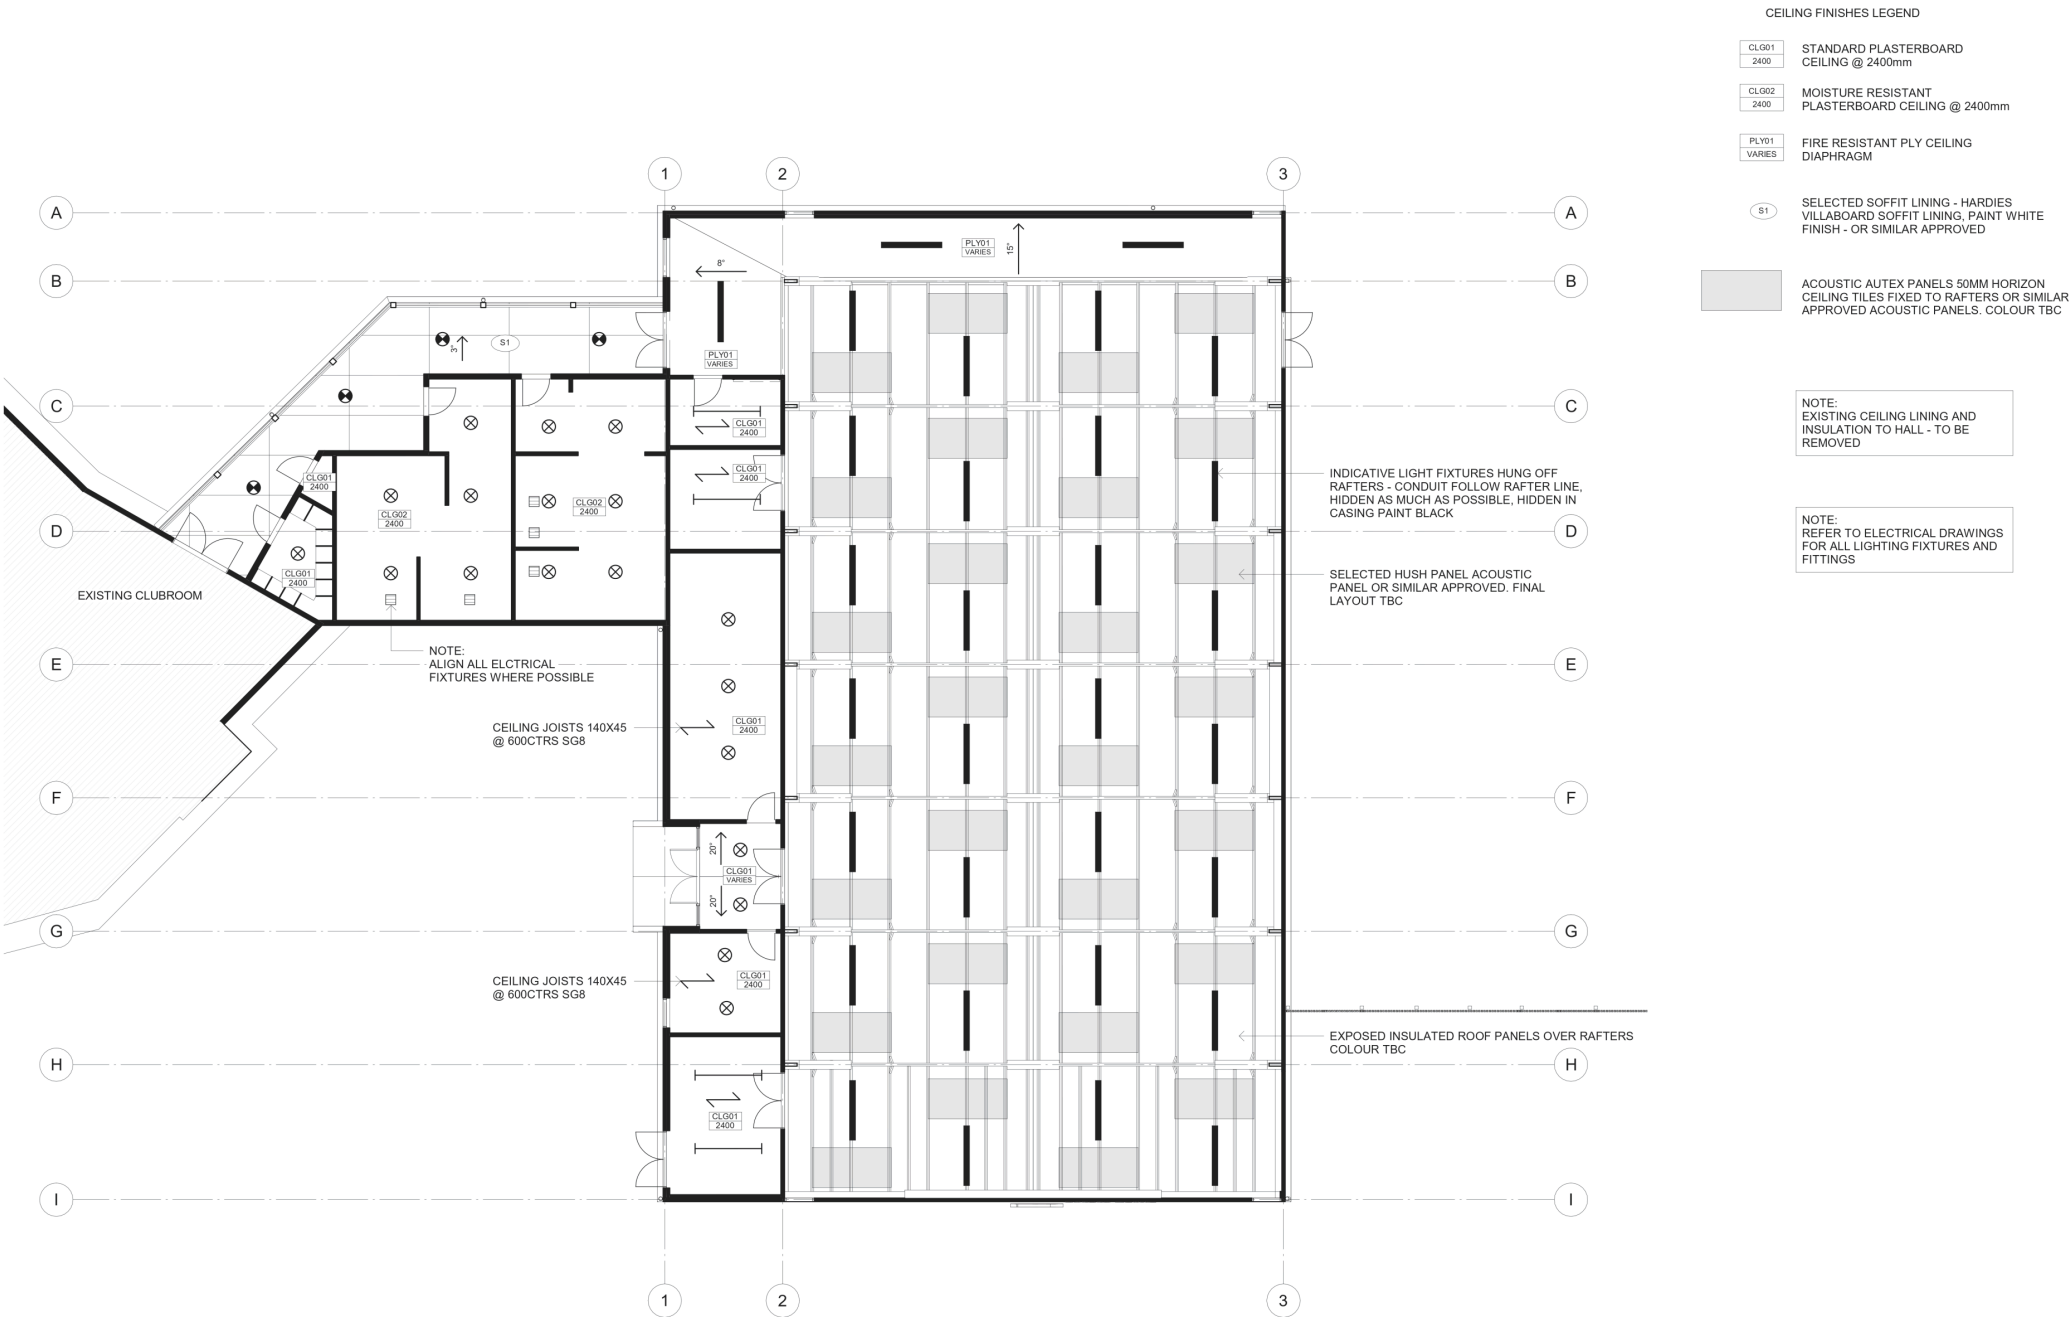 CEILING FINISHES LEGEND
CLG01
2400
STANDARD PLASTERBOARD
CEILING @ 2400mm
CLG02
2400
MOISTURE RESISTANT
PLASTERBOARD CEILING @ 2400mm
PLY01
VARIES
FIRE RESISTANT PLY CEILING
DIAPHRAGM
S1
SELECTED SOFFIT LINING - HARDIES
VILLABOARD SOFFIT LINING, PAINT WHITE
FINISH - OR SIMILAR APPROVED
ACOUSTIC AUTEX PANELS 50MM HORIZON
CEILING TILES FIXED TO RAFTERS OR SIMILAR
APPROVED ACOUSTIC PANELS. COLOUR TBC
NOTE:
EXISTING CEILING LINING AND
INSULATION TO HALL - TO BE
REMOVED
NOTE:
REFER TO ELECTRICAL DRAWINGS
FOR ALL LIGHTING FIXTURES AND
FITTINGS
1
2
3
A
A
PLY01
VARIES
15°
8°
B
B
3°
S1
PLY01
VARIES
C
C
CLG01
2400
CLG01
2400
CLG01
2400
CLG02
2400
CLG02
2400
INDICATIVE LIGHT FIXTURES HUNG OFF
RAFTERS - CONDUIT FOLLOW RAFTER LINE,
HIDDEN AS MUCH AS POSSIBLE, HIDDEN IN
CASING PAINT BLACK
D
D
CLG01
2400
SELECTED HUSH PANEL ACOUSTIC
PANEL OR SIMILAR APPROVED. FINAL
LAYOUT TBC
EXISTING CLUBROOM
NOTE:
ALIGN ALL ELCTRICAL
FIXTURES WHERE POSSIBLE
E
E
CEILING JOISTS 140X45
@ 600CTRS SG8
CLG01
2400
F
F
20°
CLG01
VARIES
20°
G
G
CEILING JOISTS 140X45
@ 600CTRS SG8
CLG01
2400
EXPOSED INSULATED ROOF PANELS OVER RAFTERS
COLOUR TBC
H
H
CLG01
2400
I
I
1
2
3